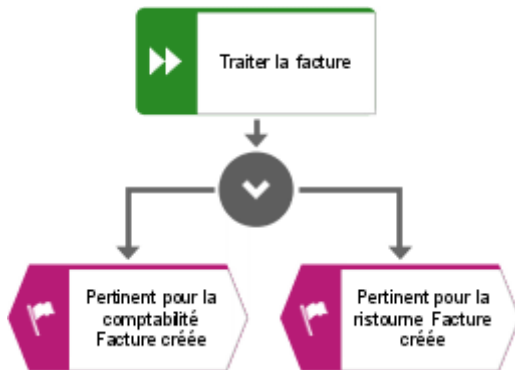 Traiter la facture
Pertinent pour la
comptabilité
Facture créée
Pertinent pour la
ristourne Facture
créée